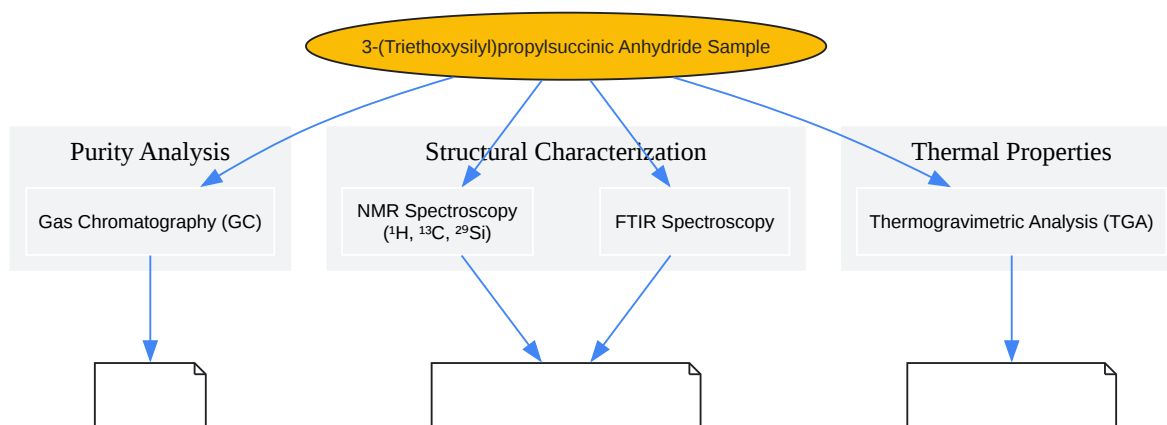 3-(Triethoxysilyl)propylsuccinic Anhydride Sample
Purity Analysis
Gas Chromatography (GC)
Structural Characterization
NMR Spectroscopy
(¹H, ¹³C, ²⁹Si)
FTIR Spectroscopy
Thermal Properties
Thermogravimetric Analysis (TGA)